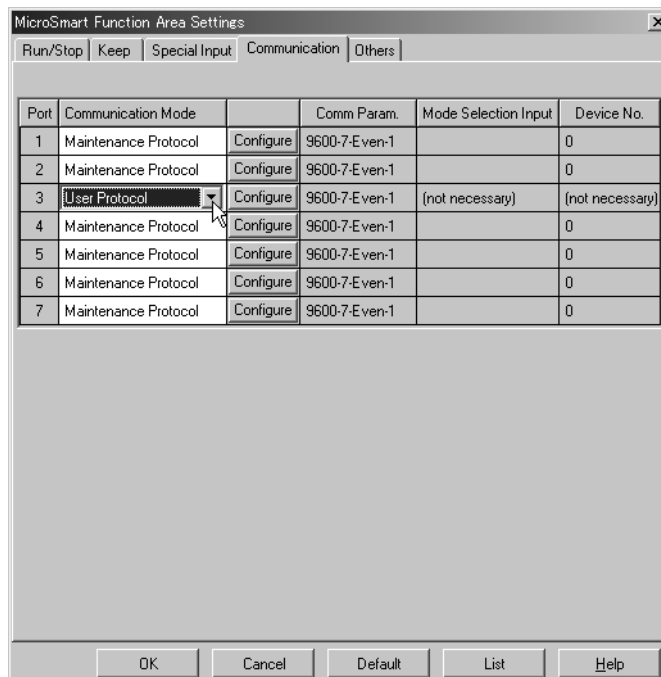 MicroSmart Function Area Settings
Run/Stop Keep Special Input Communication Others
Port Communication Mode Comm Param. Mode Selection Input Device No.
1 Maintenance Protocol Configure 9600-7-Even-1 0
2 Maintenance Protocol Configure 9600-7-Even-1 0
3 User Protocol Configure 9600-7-Even-1 (not necessary) (not necessary)
4 Maintenance Protocol Configure 9600-7-Even-1 0
5 Maintenance Protocol Configure 9600-7-Even-1 0
6 Maintenance Protocol Configure 9600-7-Even-1 0
7 Maintenance Protocol Configure 9600-7-Even-1 0
OK Cancel Default List Help